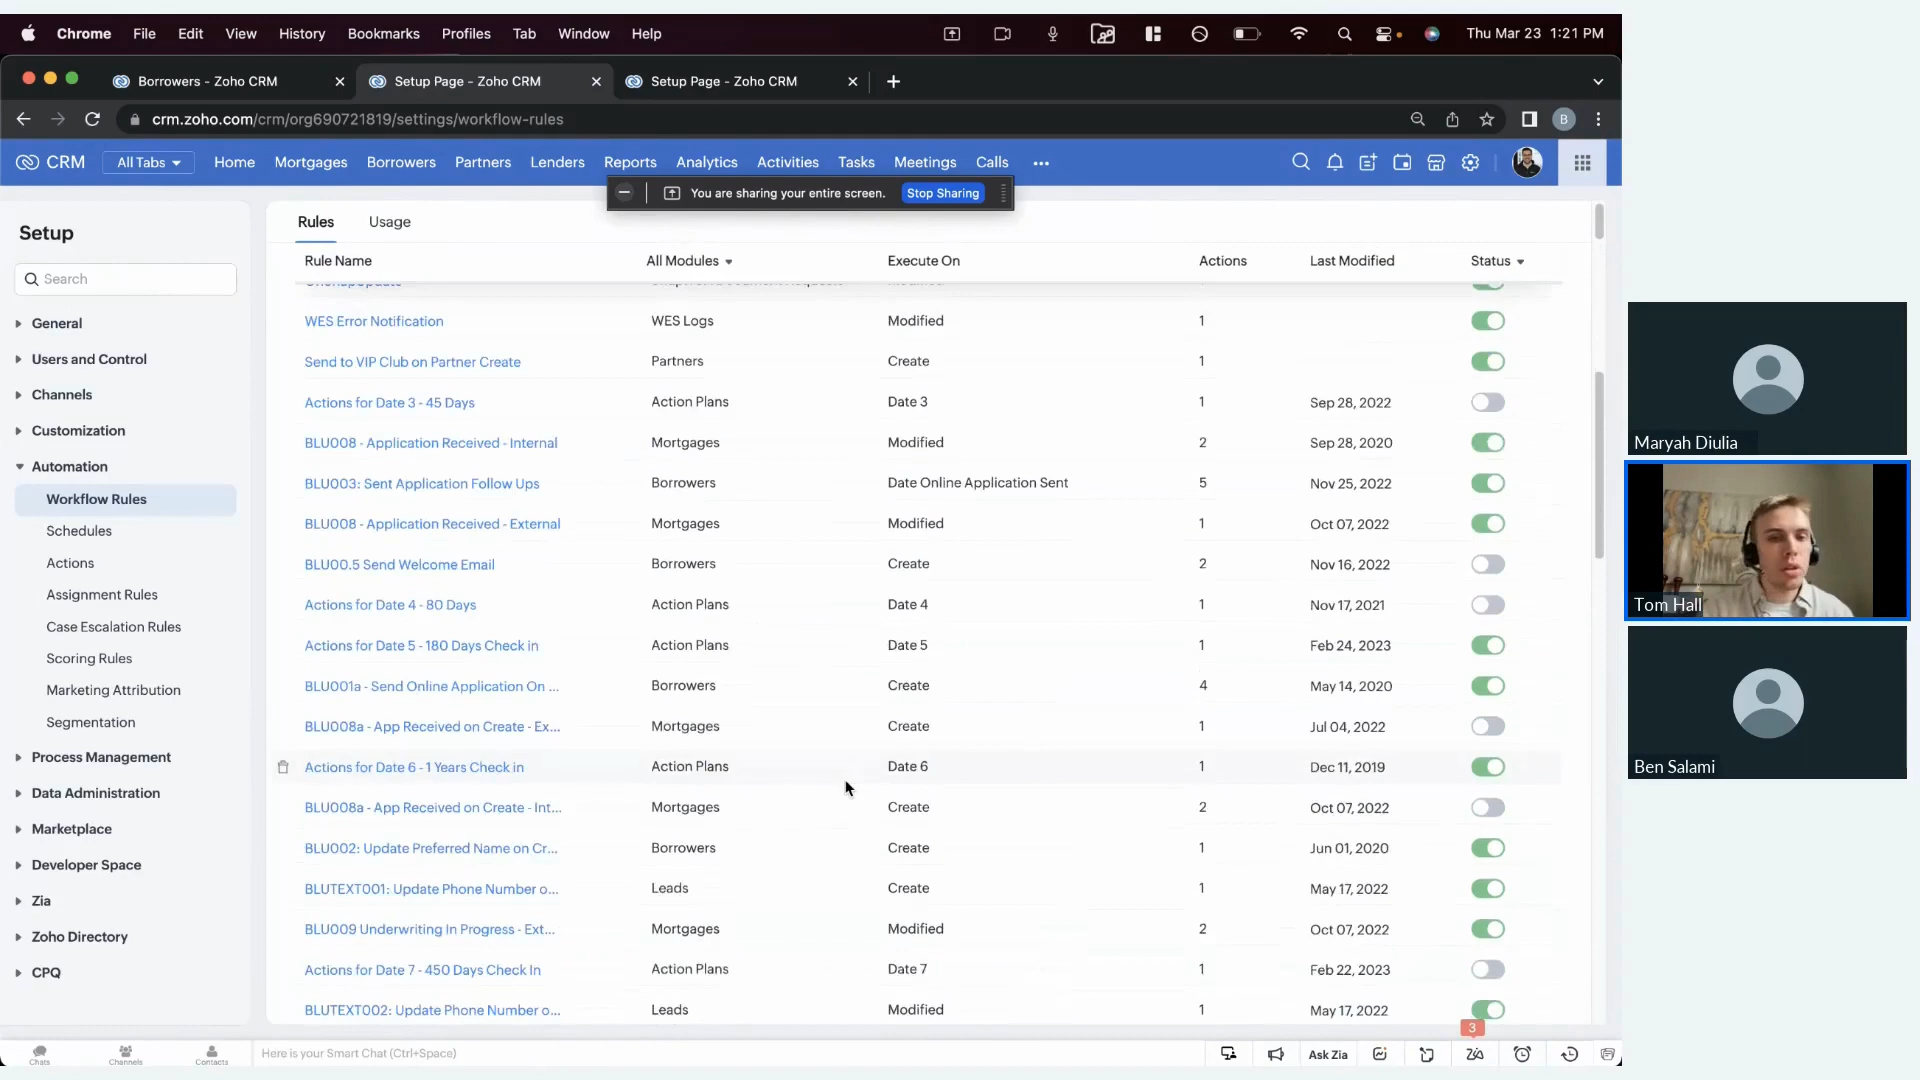 Chrome File Edit View History Bookmarks Profiles Tab Window Help Thu Mar 23 1:21 PM
Borrowers - Zoho CRM Setup Page - Zoho CRM Setup Page - Zoho CRM
crm.zoho.com/crm/org690721819/settings/workflow-rules B
CRM All Tabs Home Mortgages Borrowers Partners Lenders Reports Analytics Activities Tasks Meetings Calls
You are sharing your entire screen. Stop Sharing
Setup
Search
General
Users and Control
Channels
Customization
Automation
Workflow Rules
Schedules
Actions
Assignment Rules
Case Escalation Rules
Scoring Rules
Marketing Attribution
Segmentation
Process Management
Data Administration
Marketplace
Developer Space
Zia
Zoho Directory
CPQ
Rules Usage
Rule Name All Modules Execute On Actions Last Modified Status
WES Error Notification WES Logs Modified 1
Send to VIP Club on Partner Create Partners Create 1
Actions for Date 3 - 45 Days Action Plans Date 3 1 Sep 28, 2022
BLU008 - Application Received - Internal Mortgages Modified 2 Sep 28, 2020
BLU003: Sent Application Follow Ups Borrowers Date Online Application Sent 5 Nov 25, 2022
BLU008 - Application Received - External Mortgages Modified 1 Oct 07, 2022
BLU00.5 Send Welcome Email Borrowers Create 2 Nov 16, 2022
Actions for Date 4 - 80 Days Action Plans Date 4 1 Nov 17, 2021
Actions for Date 5 - 180 Days Check in Action Plans Date 5 1 Feb 24, 2023
BLU001a - Send Online Application On ... Borrowers Create 4 May 14, 2020
BLU008a - App Received on Create - Ex... Mortgages Create 1 Jul 04, 2022
Actions for Date 6 - 1 Years Check in Action Plans Date 6 1 Dec 11, 2019
BLU008a - App Received on Create - Int... Mortgages Create 2 Oct 07, 2022
BLU002: Update Preferred Name on Cr... Borrowers Create 1 Jun 01, 2020
BLUTEXT001: Update Phone Number o... Leads Create 1 May 17, 2022
BLU009 Underwriting In Progress - Ext... Mortgages Modified 2 Oct 07, 2022
Actions for Date 7 - 450 Days Check In Action Plans Date 7 1 Feb 22, 2023
BLUTEXT002: Update Phone Number o... Leads Modified 1 May 17, 2022
3
Chats Channels Contacts Here is your Smart Chat (Ctrl+Space) Ask Zia
Maryah Diulia
Tom Hall
Ben Salami